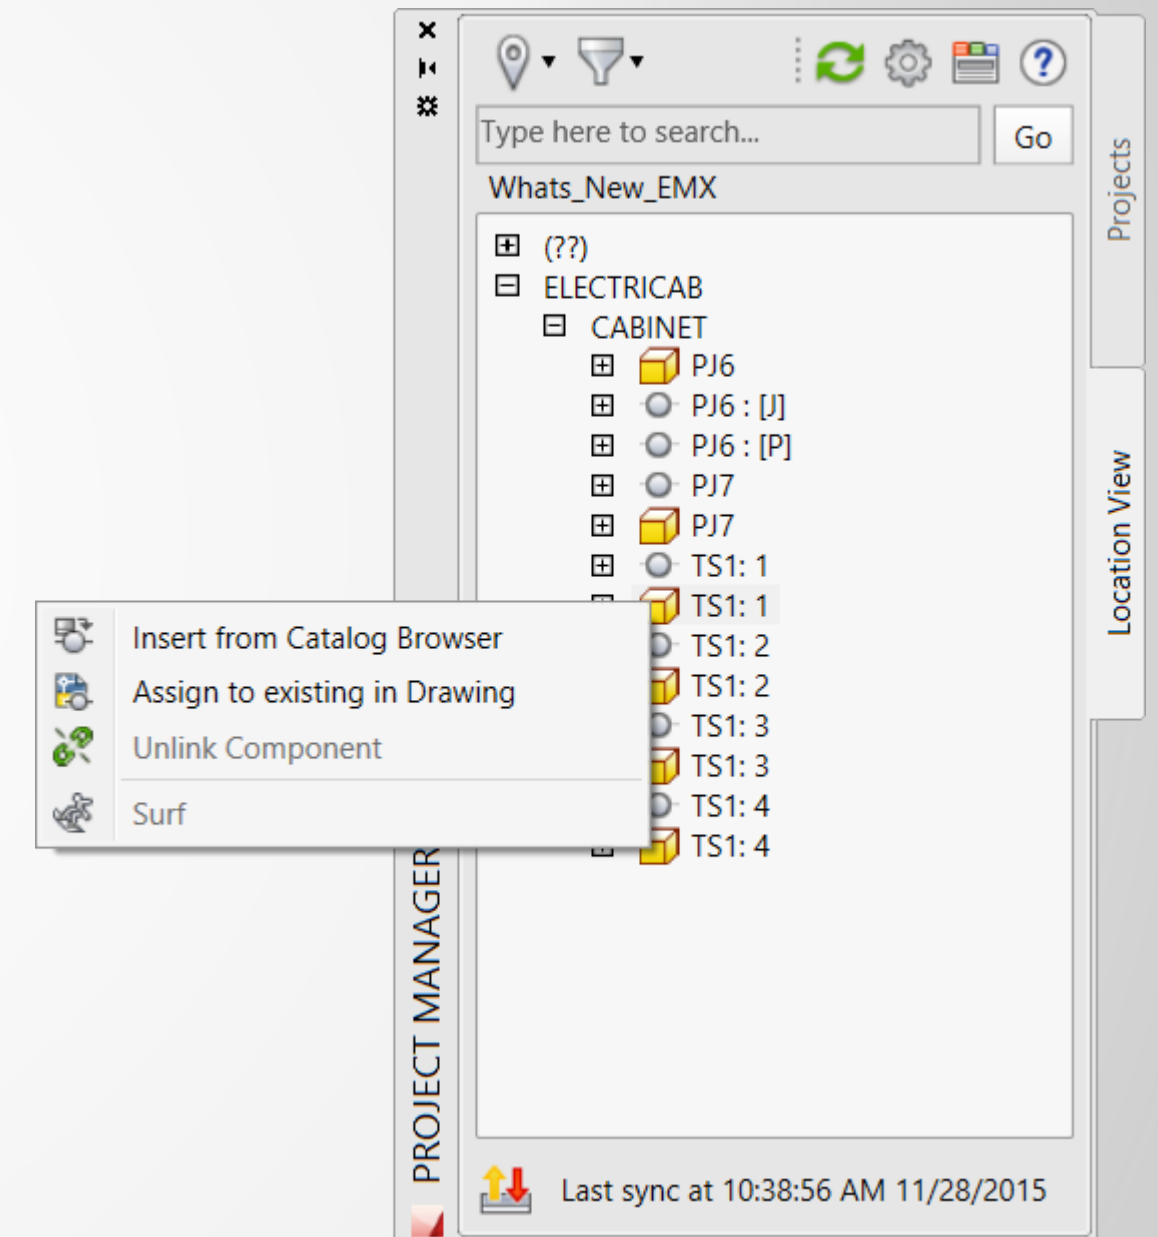 Type here to search...
Go
Whats_New_EMX
(??)
ELECTRICAB
CABINET
PJ6
PJ6 : [J]
PJ6 : [P]
PJ7
PJ7
TS1: 1
TS1: 1
TS1: 2
TS1: 2
TS1: 3
TS1: 3
TS1: 4
TS1: 4
Insert from Catalog Browser
Assign to existing in Drawing
Unlink Component
Surf
PROJECT MANAGER
Last sync at 10:38:56 AM 11/28/2015
Projects
Location View